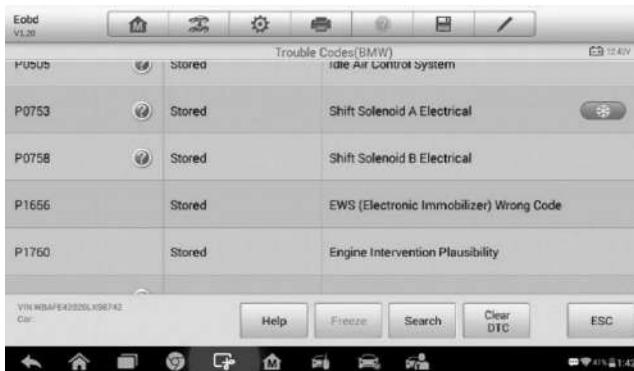 Eobd
V1.20
Trouble Codes(BMW)
P0505 Stored Idle Air Control System
P0753 Stored Shift Solenoid A Electrical
P0758 Stored Shift Solenoid B Electrical
P1656 Stored EWS (Electronic Immobilizer) Wrong Code
P1760 Stored Engine Intervention Plausibility
Car:
Help Freeze Search Clear DTC ESC